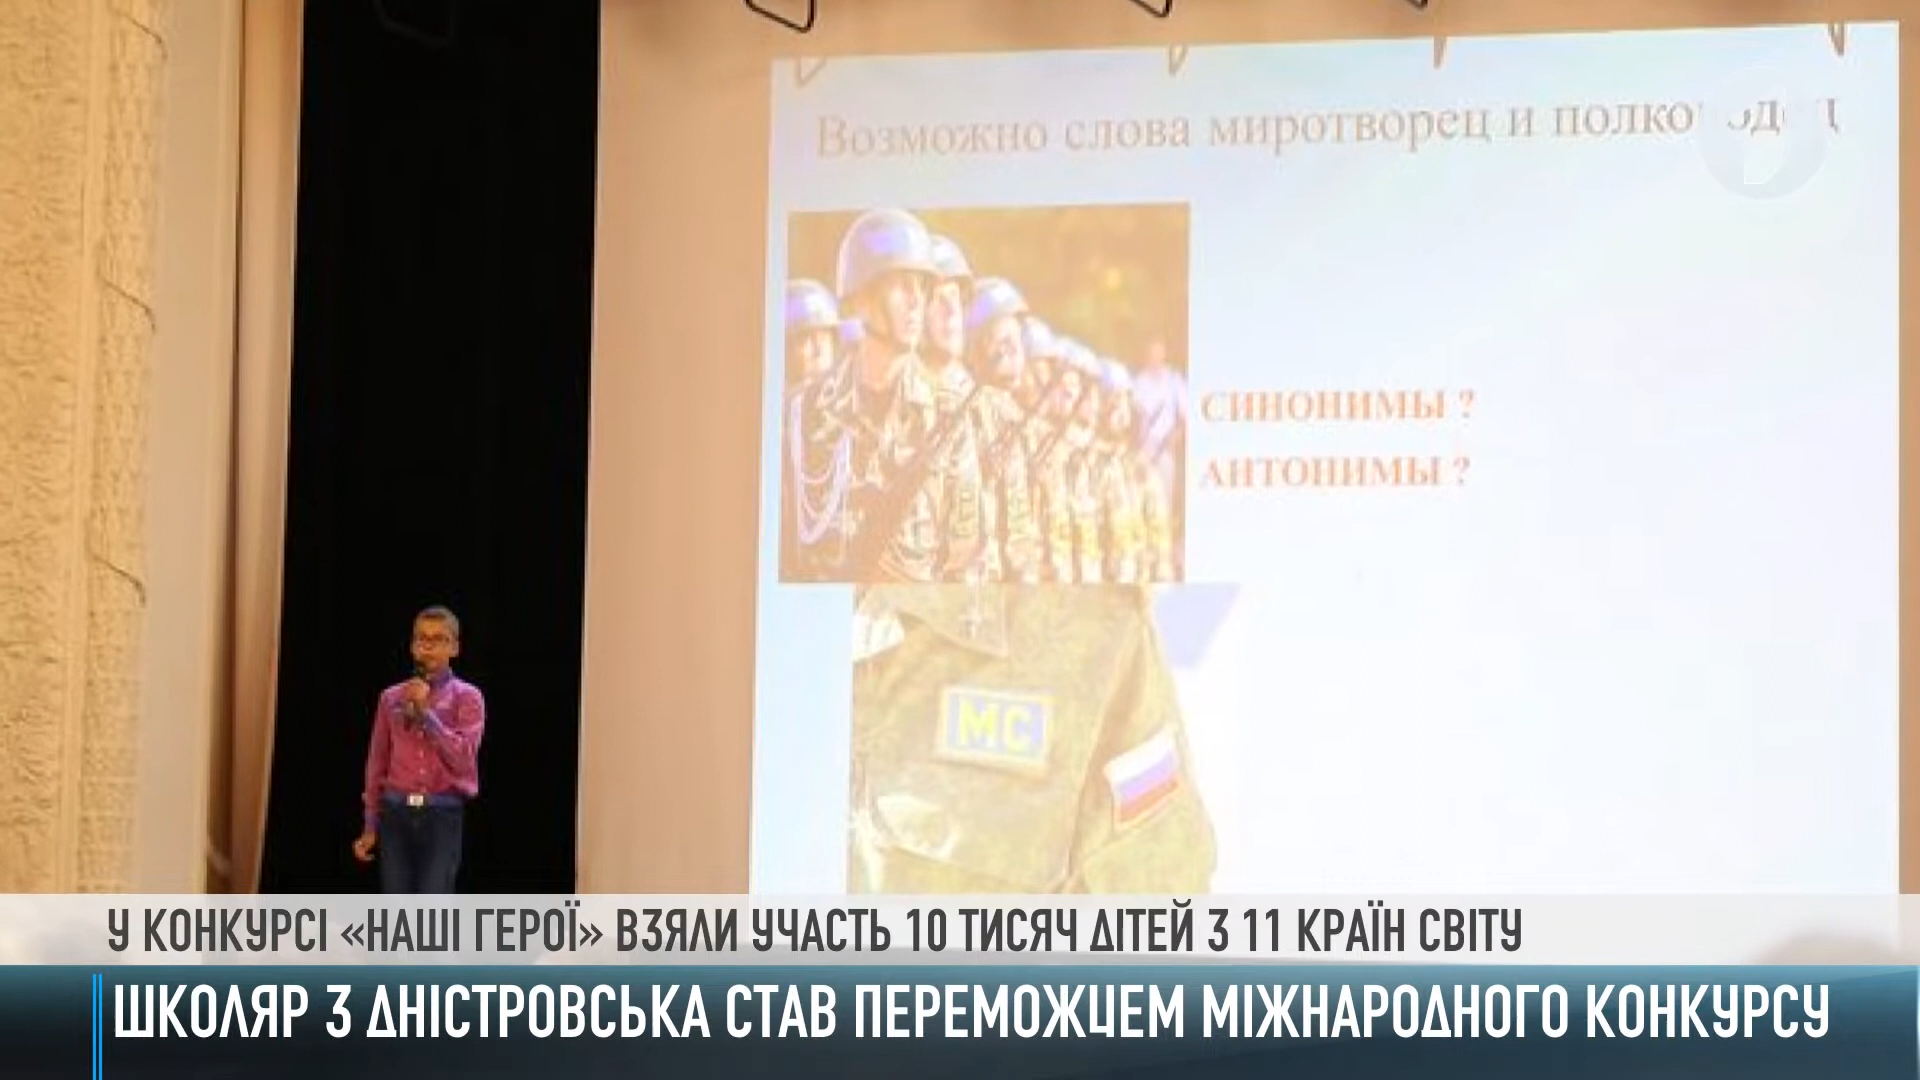 Возможно слова миротворец и
СИНОНИМЫ ?
АНТОНИМЫ ?
МС
У КОНКУРСІ «НАШІ ГЕРОЇ» ВЗЯЛИ УЧАСТЬ 10 ТИСЯЧ ДІТЕЙ З 11 КРАЇН СВІТУ
ШКОЛЯР З ДНІСТРОВСЬКА СТАВ ПЕРЕМОЖЦЕМ МІЖНАРОДНОГО КОНКУРСУ